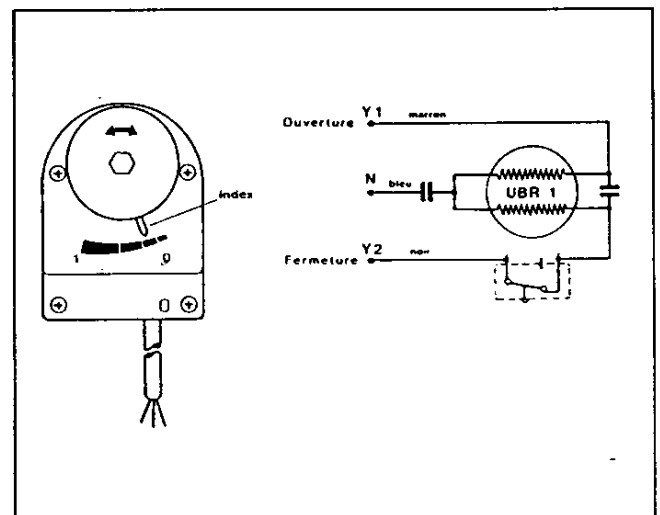 index
1
0
Ouverture Y1 marron
N bleu
UBR 1
Fermeture Y2 noir